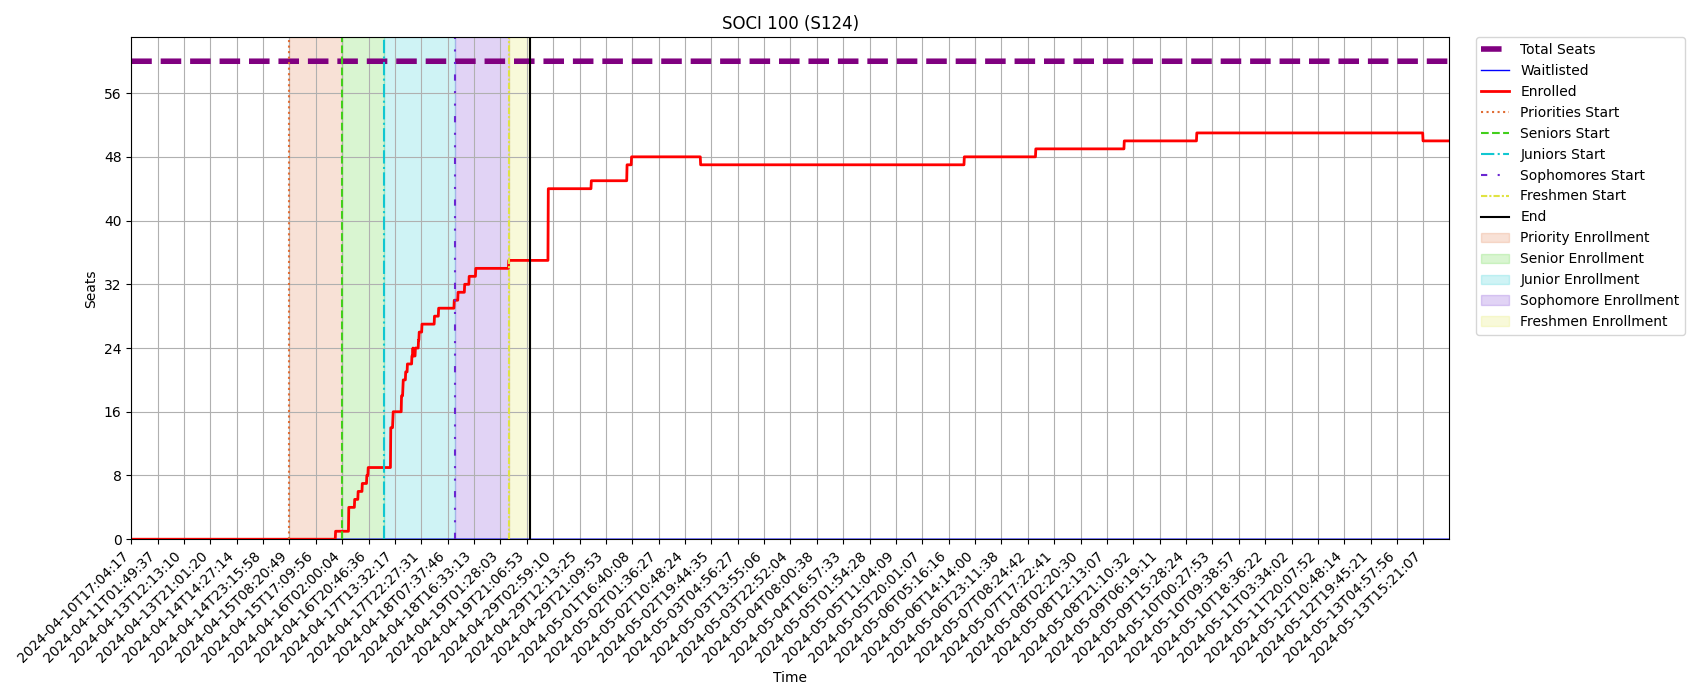 SOCI 100 (S124)
Total Seats
Waitlisted
Enrolled
Priorities Start
Seniors Start
Juniors Start
Sophomores Start
Freshmen Start
End
Priority Enrollment
Senior Enrollment
Junior Enrollment
Sophomore Enrollment
Freshmen Enrollment
Seats
56
48
40
32
24
16
8
0
2024-04-10T17:04:17
2024-04-11T01:49:37
2024-04-13T12:13:10
2024-04-13T21:01:20
2024-04-14T14:27:14
2024-04-14T23:15:58
2024-04-15T08:20:49
2024-04-15T17:09:56
2024-04-16T02:00:04
2024-04-16T20:46:36
2024-04-17T13:32:17
2024-04-17T22:27:31
2024-04-18T07:37:46
2024-04-18T16:33:13
2024-04-19T01:28:03
2024-04-29T21:06:53
2024-04-29T02:59:10
2024-04-29T12:13:25
2024-04-29T21:09:53
2024-05-01T16:40:08
2024-05-02T01:36:27
2024-05-02T10:48:24
2024-05-02T19:44:35
2024-05-03T04:56:27
2024-05-03T13:55:06
2024-05-03T22:52:04
2024-05-04T08:00:38
2024-05-04T16:57:33
2024-05-05T01:54:28
2024-05-05T11:04:09
2024-05-05T20:01:07
2024-05-06T05:16:16
2024-05-06T14:14:00
2024-05-06T23:11:38
2024-05-07T08:24:42
2024-05-07T17:22:41
2024-05-08T02:20:30
2024-05-08T12:13:07
2024-05-08T21:10:32
2024-05-09T06:19:11
2024-05-09T15:28:24
2024-05-10T00:27:53
2024-05-10T09:38:57
2024-05-10T18:36:22
2024-05-11T03:34:02
2024-05-11T20:07:52
2024-05-12T10:48:14
2024-05-12T19:45:21
2024-05-13T04:57:56
2024-05-13T15:21:07
Time